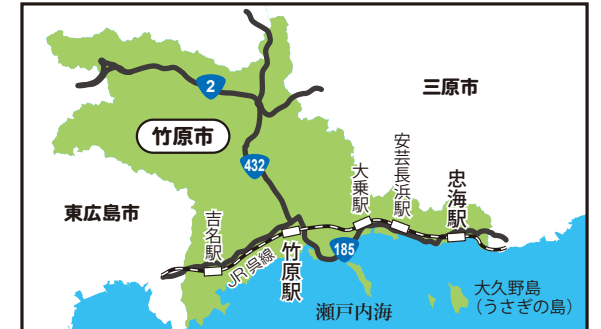 2
三原市
竹原市
432
安芸長浜駅
大乗駅
忠海駅
東広島市
吉名駅
JR呉線
竹原駅
185
大久野島
(うさぎの島)
瀬戸内海